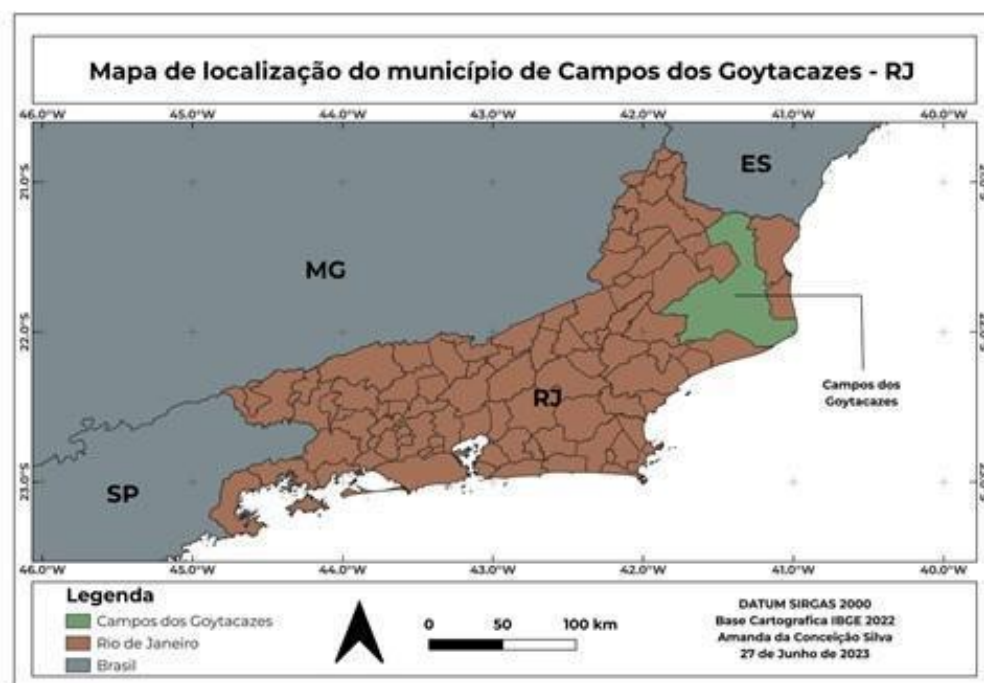 Mapa de localização do município de Campos dos Goytacazes - RJ
46.0°W 45.0°W 44.0°W 43.0°W 42.0°W 41.0°W 40.0°W
ES
21.0°S
MG
22.0°S
Campos dos
Goytacazes
RJ
SP
23.0°S
46.0°W 45.0°W 44.0°W 43.0°W 42.0°W 41.0°W 40.0°W
Legenda
Campos dos Goytacazes
Rio de Janeiro
Brasil
0 50 100 km
DATUM SIRGAS 2000
Base Cartografica IBGE 2022
Amanda da Conceição Silva
27 de Junho de 2023